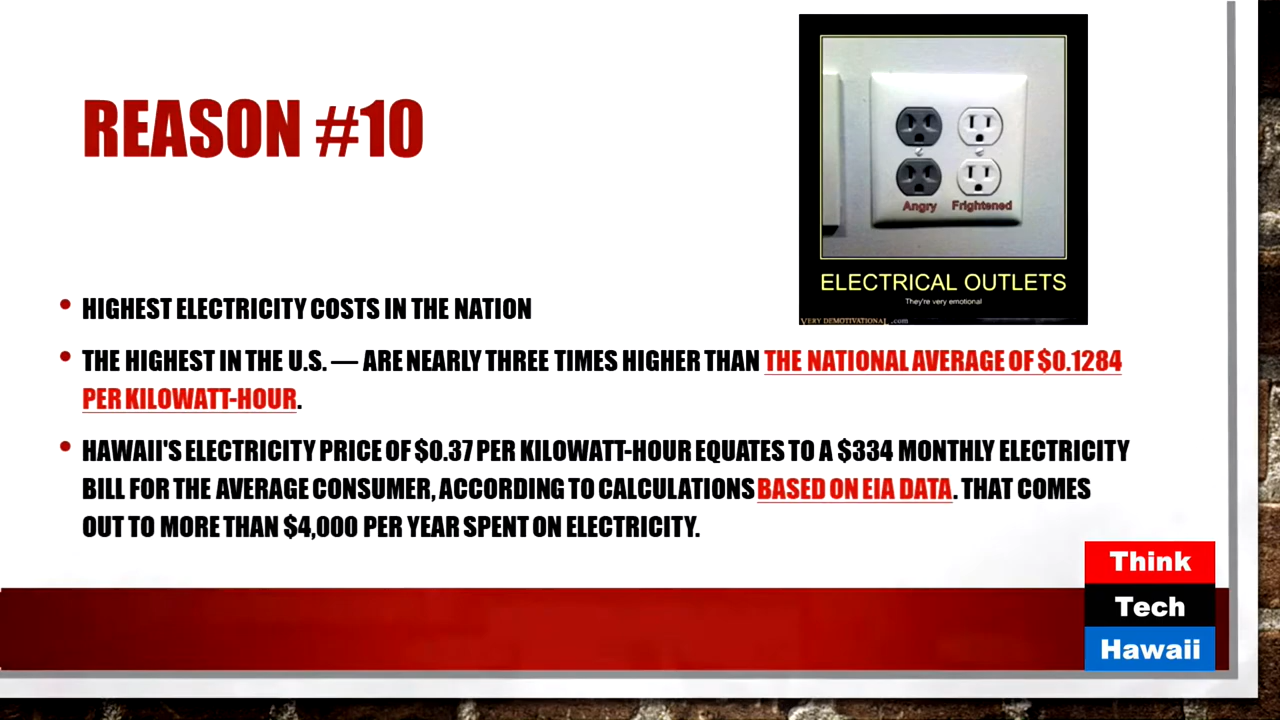 REASON #10
Angry Frightened
ELECTRICAL OUTLETS
They're very emotional
VERY DEMOTIVATIONAL .com
• HIGHEST ELECTRICITY COSTS IN THE NATION
• THE HIGHEST IN THE U.S. — ARE NEARLY THREE TIMES HIGHER THAN THE NATIONAL AVERAGE OF $0.1284
PER KILOWATT-HOUR.
• HAWAII'S ELECTRICITY PRICE OF $0.37 PER KILOWATT-HOUR EQUATES TO A $334 MONTHLY ELECTRICITY
BILL FOR THE AVERAGE CONSUMER, ACCORDING TO CALCULATIONS BASED ON EIA DATA. THAT COMES
OUT TO MORE THAN $4,000 PER YEAR SPENT ON ELECTRICITY.
Think
Tech
Hawaii